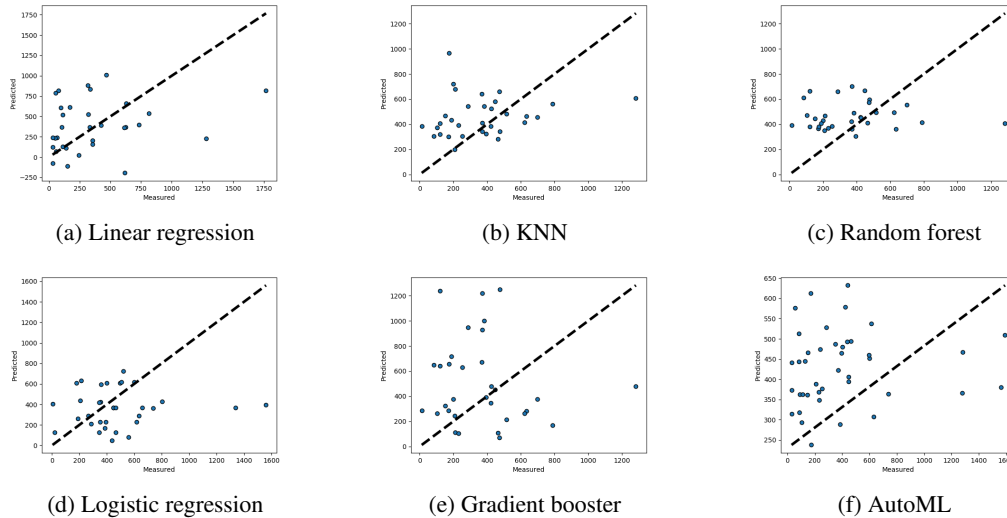 1750
1500
1250
1000
750
500
250
0
−250
Predicted
0 250 500 750 1000 1250 1500 1750
Measured
(a) Linear regression
1200
1000
800
600
400
200
0
Predicted
0 200 400 600 800 1000 1200
Measured
(b) KNN
1200
1000
800
600
400
200
0
Predicted
0 200 400 600 800 1000 1200
Measured
(c) Random forest
1600
1400
1200
1000
800
600
400
200
0
Predicted
0 200 400 600 800 1000 1200 1400 1600
Measured
(d) Logistic regression
1200
1000
800
600
400
200
0
Predicted
0 200 400 600 800 1000 1200
Measured
(e) Gradient booster
650
600
550
500
450
400
350
300
250
Predicted
0 200 400 600 800 1000 1200 1400 1600
Measured
(f) AutoML